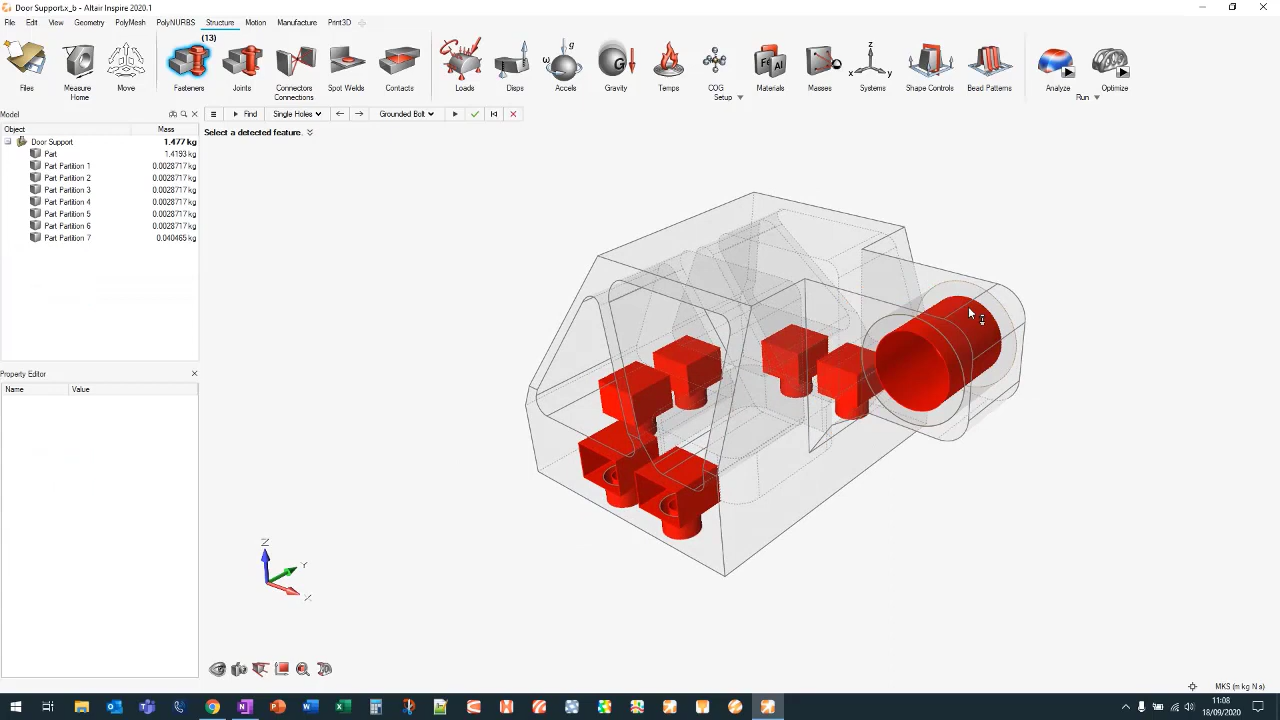 Door Support.x_b - Altair Inspire 2020.1
File Edit View Geometry PolyMesh PolyNURBS Structure Motion Manufacture Print3D
(13)
Files Measure Move Fasteners Joints Connectors Spot Welds Contacts Loads Disps Accels Gravity Temps COG Materials Masses Systems Shape Controls Bead Patterns Analyze Optimize
Home Connections Setup Run
Model
Find Single Holes Grounded Bolt
Object Mass
Select a detected feature.
Door Support 1.477 kg
Part 1.4193 kg
Part Partition 1 0.0028717 kg
Part Partition 2 0.0028717 kg
Part Partition 3 0.0028717 kg
Part Partition 4 0.0028717 kg
Part Partition 5 0.0028717 kg
Part Partition 6 0.0028717 kg
Part Partition 7 0.040465 kg
Property Editor
Name Value
Z
Y
X
MKS (m kg N s)
11:08
18/09/2020